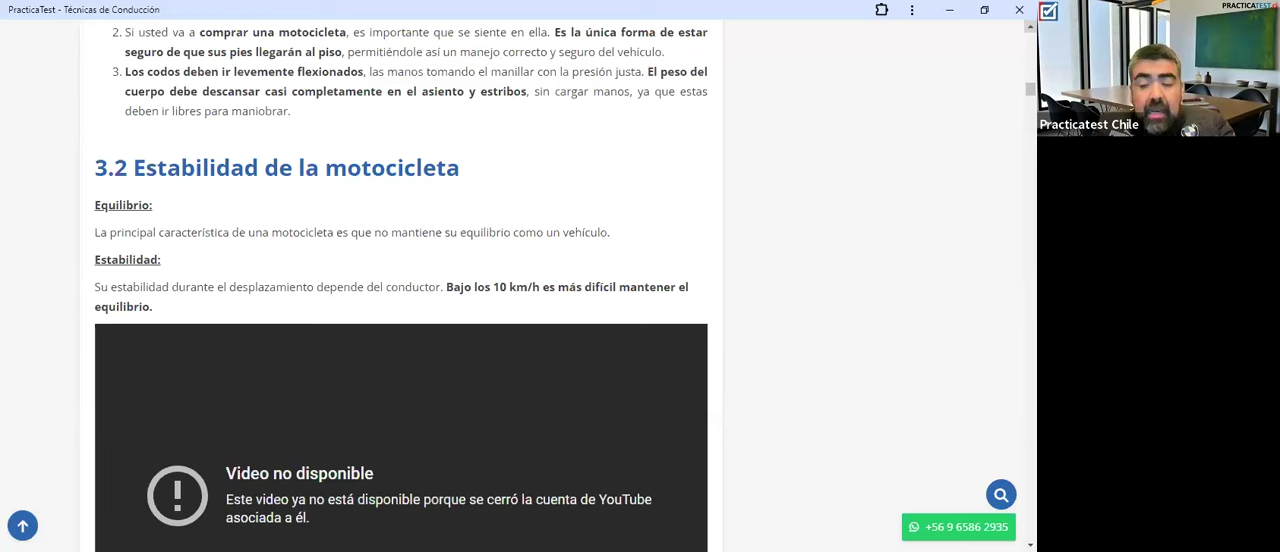 PracticaTest - Técnicas de Conducción
2. Si usted va a comprar una motocicleta, es importante que se siente en ella. Es la única forma de estar
seguro de que sus pies llegarán al piso, permitiéndole así un manejo correcto y seguro del vehículo.
3. Los codos deben ir levemente flexionados, las manos tomando el manillar con la presión justa. El peso del
cuerpo debe descansar casi completamente en el asiento y estribos, sin cargar manos, ya que estas
deben ir libres para maniobrar.
3.2 Estabilidad de la motocicleta
Equilibrio:
La principal característica de una motocicleta es que no mantiene su equilibrio como un vehículo.
Estabilidad:
Su estabilidad durante el desplazamiento depende del conductor. Bajo los 10 km/h es más difícil mantener el
equilibrio.
Video no disponible
Este video ya no está disponible porque se cerró la cuenta de YouTube
asociada a él.
+56 9 6586 2935
PRACTICATEST
Practicatest Chile